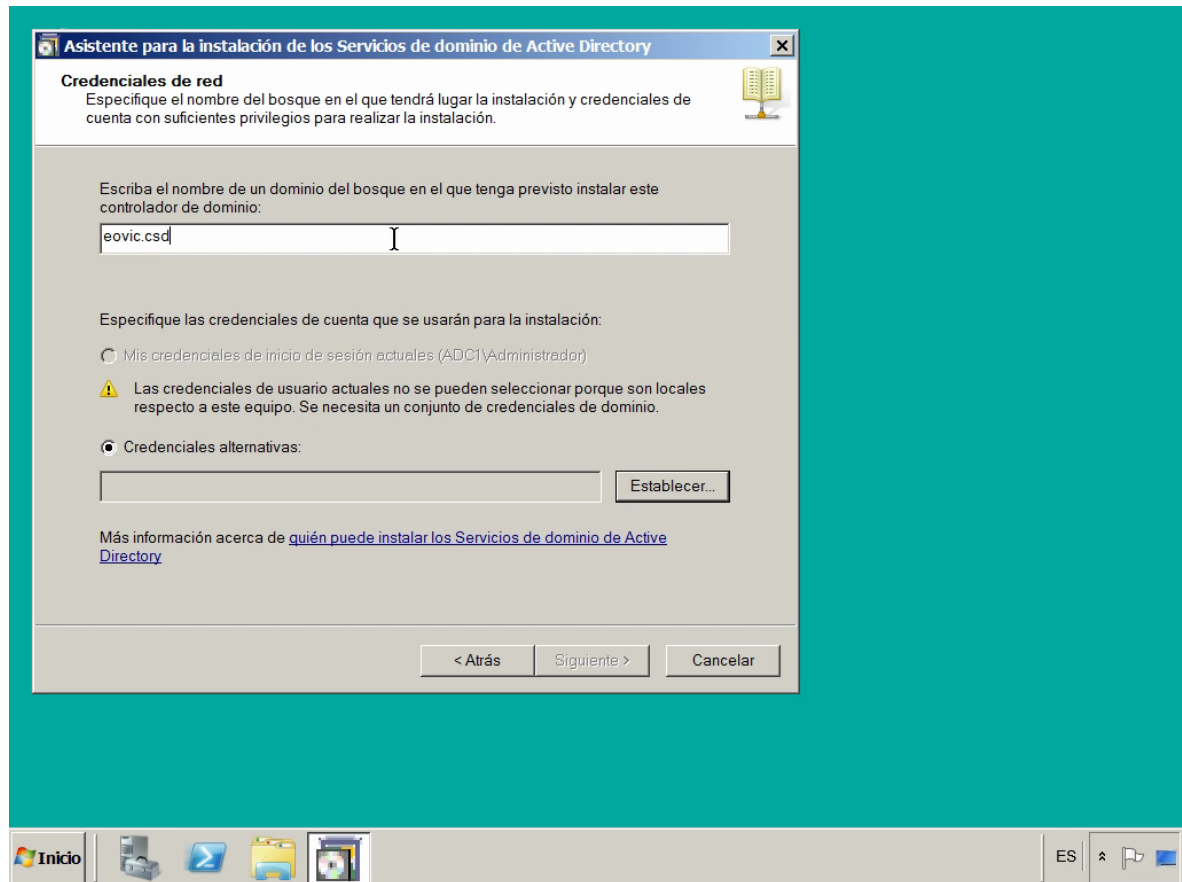 Asistente para la instalación de los Servicios de dominio de Active Directory
Credenciales de red
Especifique el nombre del bosque en el que tendrá lugar la instalación y credenciales de
cuenta con suficientes privilegios para realizar la instalación.
Escriba el nombre de un dominio del bosque en el que tenga previsto instalar este
controlador de dominio:
eovic.csd
Especifique las credenciales de cuenta que se usarán para la instalación:
Mis credenciales de inicio de sesión actuales (ADC1\Administrador)
Las credenciales de usuario actuales no se pueden seleccionar porque son locales
respecto a este equipo. Se necesita un conjunto de credenciales de dominio.
Credenciales alternativas:
Establecer...
Más información acerca de quién puede instalar los Servicios de dominio de Active
Directory
< Atrás Siguiente > Cancelar
Inicio ES